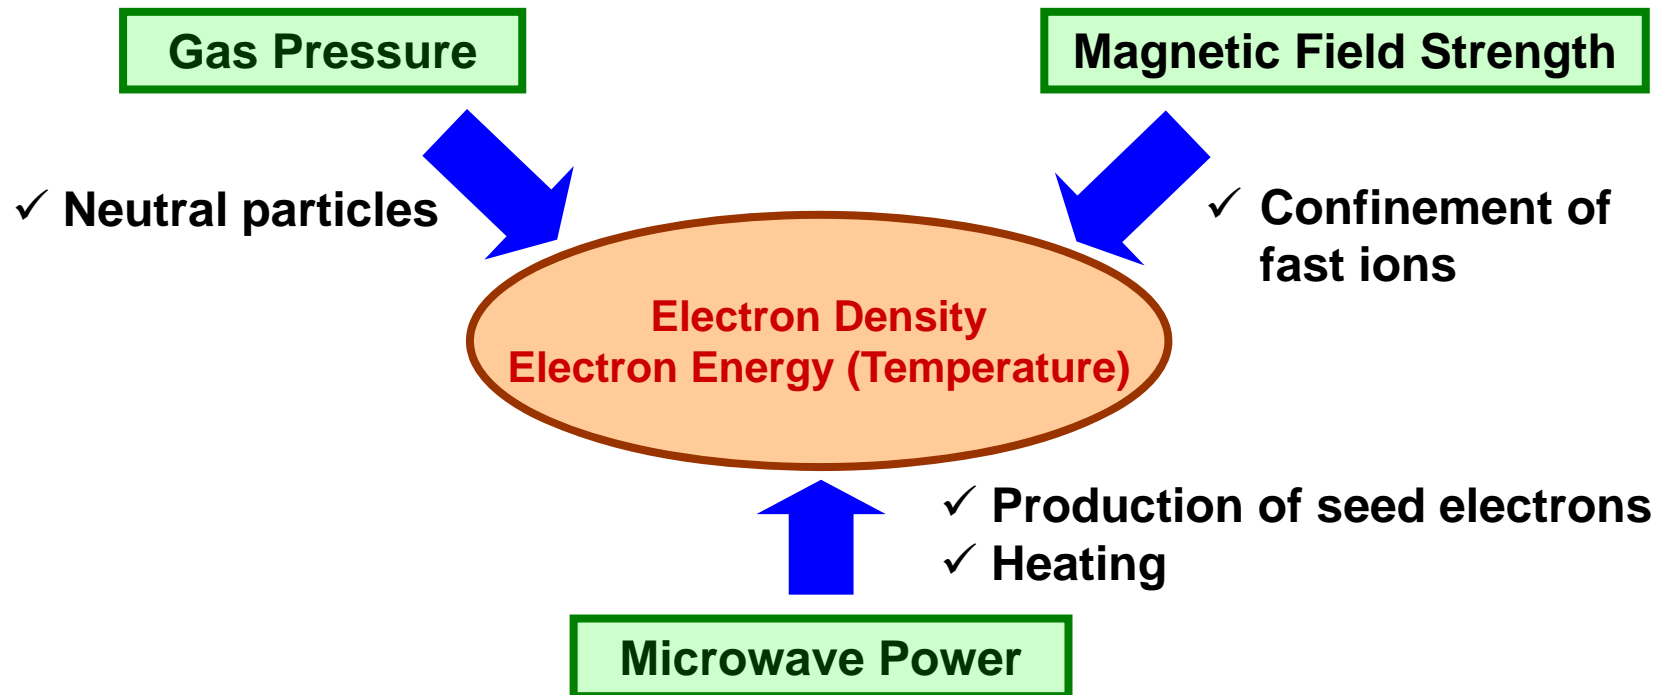 Gas Pressure
Magnetic Field Strength
✓ Neutral particles
✓ Confinement of
fast ions
Electron Density
Electron Energy (Temperature)
✓ Production of seed electrons
✓ Heating
Microwave Power